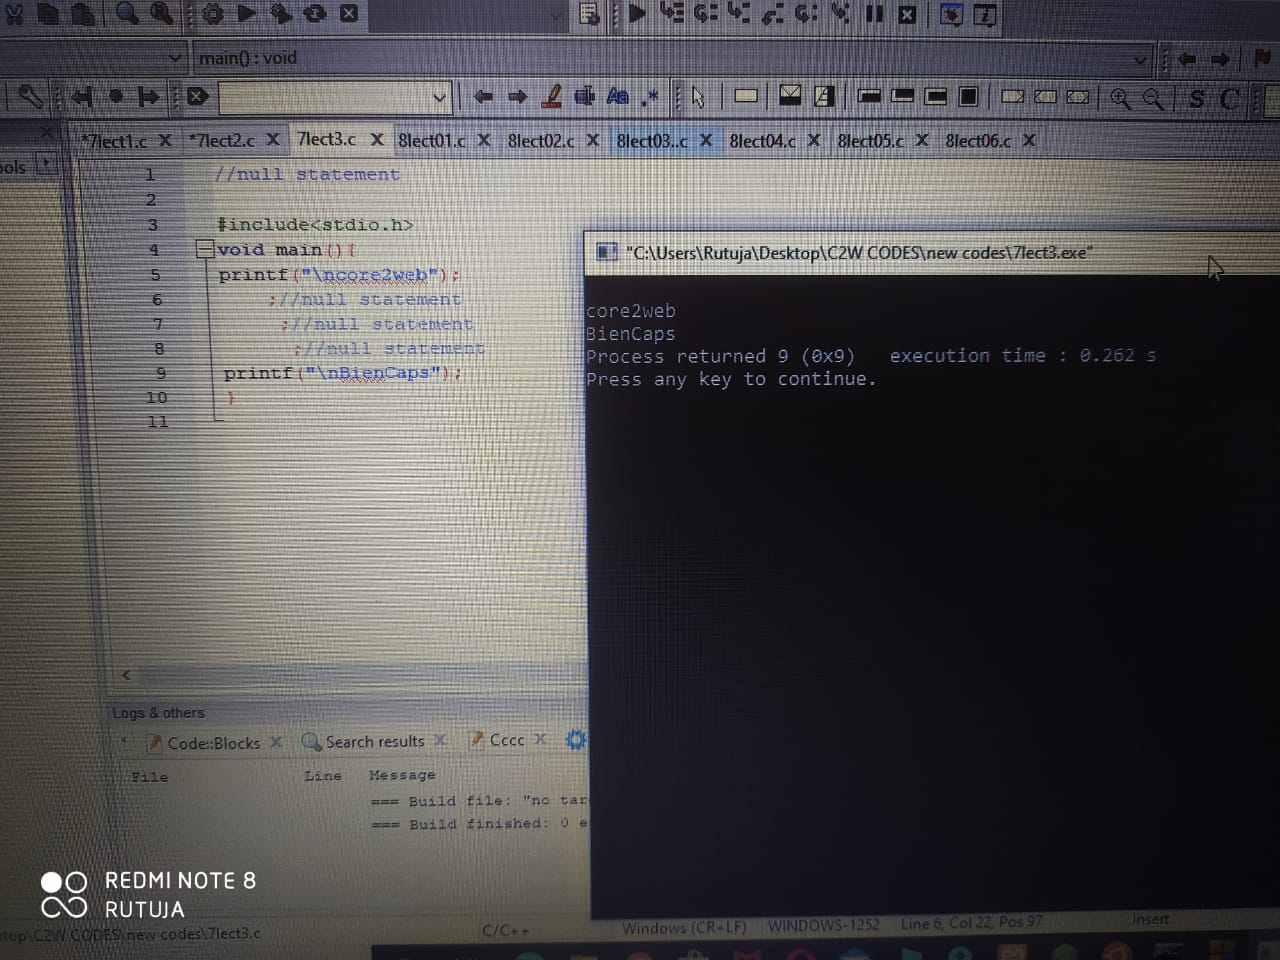 main() : void
*7lect1.c
*7lect2.c
7lect3.c
8lect01.c
8lect02.c
8lect03..c
8lect04.c
8lect05.c
8lect06.c
ools
1 //null statement
2
3 #include<stdio.h>
4 void main(){
5 printf("\ncore2web");
6 ;//null statement
7 ;//null statement
8 ;//null statement
9 printf("\nBienCaps");
10 }
11
"C:\Users\Rutuja\Desktop\C2W CODES\new codes\7lect3.exe"
core2web
BienCaps
Process returned 9 (0x9) execution time : 0.262 s
Press any key to continue.
Logs & others
Code::Blocks
Search results
Cccc
File Line Message
=== Build file: "no tar
=== Build finished: 0 e
REDMI NOTE 8
RUTUJA
top\C2W CODES\new codes\7lect3.c
C/C++
Windows (CR+LF)
WINDOWS-1252
Line 6, Col 22, Pos 97
Insert